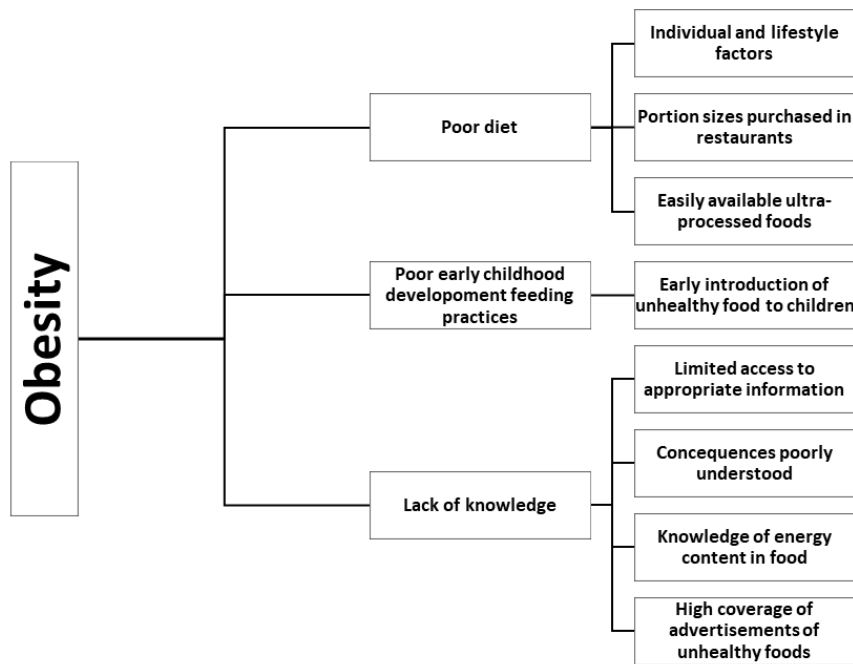 Obesity
Poor diet
Individual and lifestyle
factors
Portion sizes purchased in
restaurants
Easily available ultra-
processed foods
Poor early childhood
developoment feeding
practices
Early introduction of
unhealthy food to children
Lack of knowledge
Limited access to
appropriate information
Concequences poorly
understood
Knowledge of energy
content in food
High coverage of
advertisements of
unhealthy foods